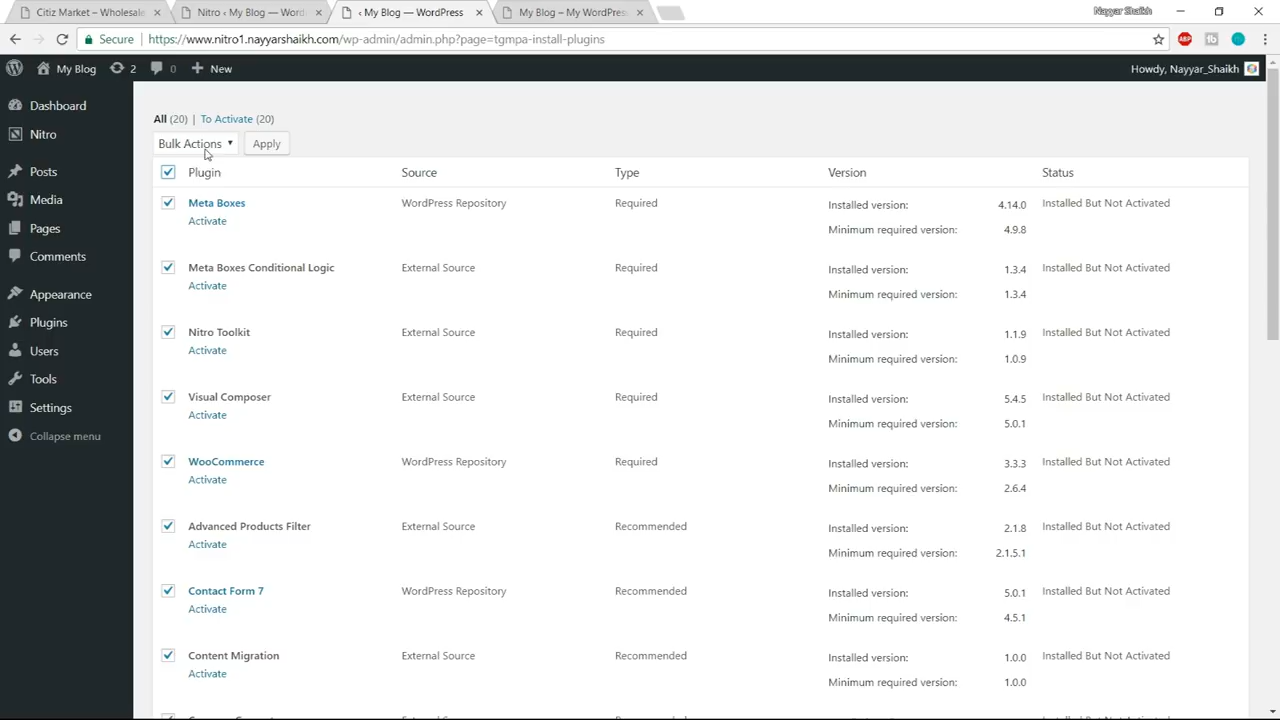 Citiz Market – Wholesale
Nitro ‹ My Blog — Word
‹ My Blog — WordPress
My Blog – My WordPres
Nayyar Shaikh
Secure
https://www.nitro1.nayyarshaikh.com/wp-admin/admin.php?page=tgmpa-install-plugins
ABP
My Blog
2
0
New
Howdy, Nayyar_Shaikh
Dashboard
Nitro
Posts
Media
Pages
Comments
Appearance
Plugins
Users
Tools
Settings
Collapse menu
All (20) | To Activate (20)
Bulk Actions Apply
Plugin Source Type Version Status
Meta Boxes WordPress Repository Required Installed version: 4.14.0 Installed But Not Activated
Activate Minimum required version: 4.9.8
Meta Boxes Conditional Logic External Source Required Installed version: 1.3.4 Installed But Not Activated
Activate Minimum required version: 1.3.4
Nitro Toolkit External Source Required Installed version: 1.1.9 Installed But Not Activated
Activate Minimum required version: 1.0.9
Visual Composer External Source Required Installed version: 5.4.5 Installed But Not Activated
Activate Minimum required version: 5.0.1
WooCommerce WordPress Repository Required Installed version: 3.3.3 Installed But Not Activated
Activate Minimum required version: 2.6.4
Advanced Products Filter External Source Recommended Installed version: 2.1.8 Installed But Not Activated
Activate Minimum required version: 2.1.5.1
Contact Form 7 WordPress Repository Recommended Installed version: 5.0.1 Installed But Not Activated
Activate Minimum required version: 4.5.1
Content Migration External Source Recommended Installed version: 1.0.0 Installed But Not Activated
Activate Minimum required version: 1.0.0